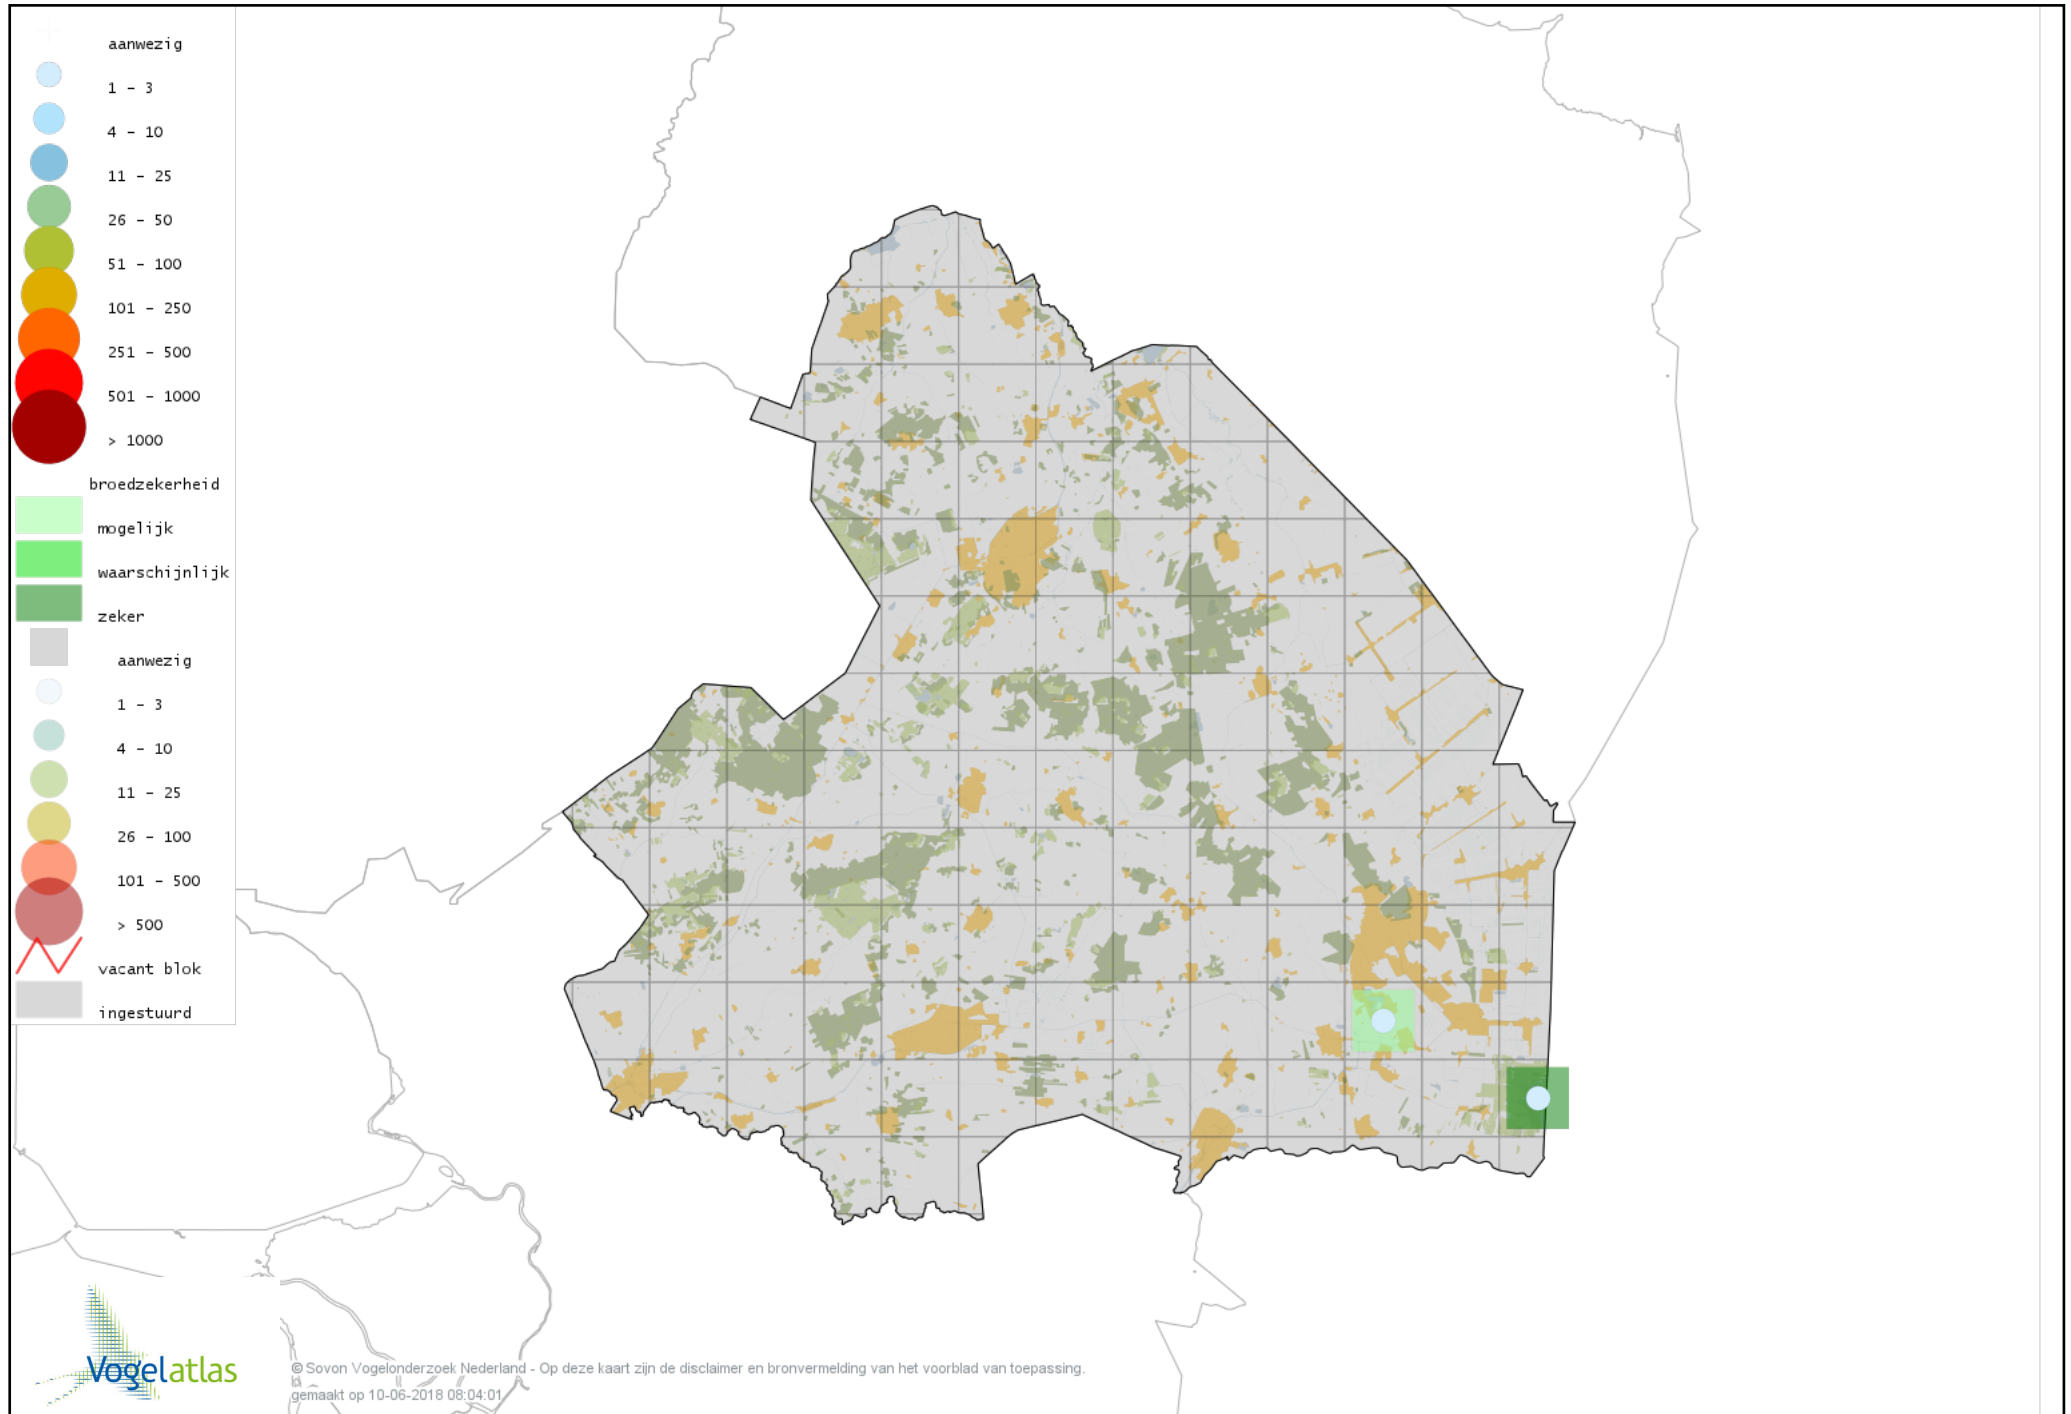 aanwezig
1 - 3
4 - 10
11 - 25
26 - 50
51 - 100
101 - 250
251 - 500
501 - 1000
> 1000
broedzekerheid
mogelijk
waarschijnlijk
zeker
aanwezig
1 - 3
4 - 10
11 - 25
26 - 100
101 - 500
> 500
vacant blok
ingestuurd
Vogelatlas
© Sovon Vogelonderzoek Nederland - Op deze kaart zijn de disclaimer en bronvermelding van het voorblad van toepassing.
gemaakt op 10-06-2018 08:04:01